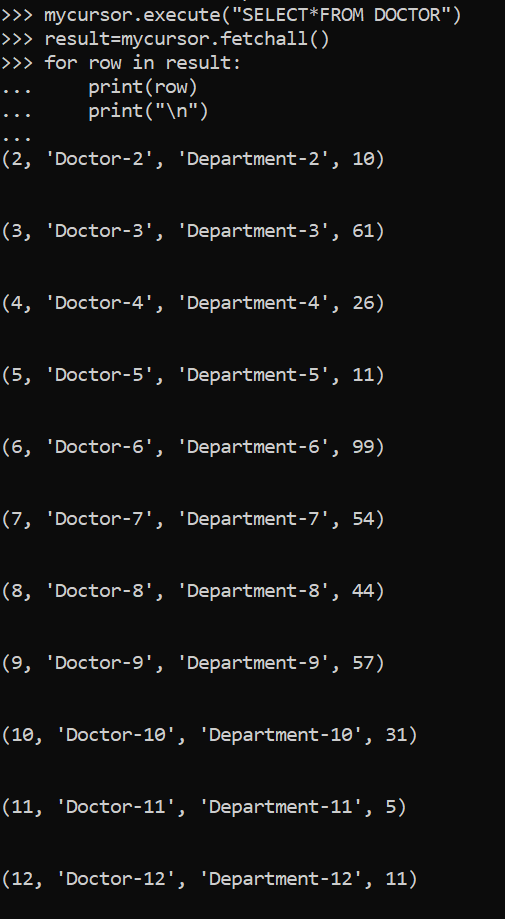 >>> mycursor.execute("SELECT*FROM DOCTOR")
>>> result=mycursor.fetchall()
>>> for row in result:
...     print(row)
...     print("\n")
...
(2, 'Doctor-2', 'Department-2', 10)
(3, 'Doctor-3', 'Department-3', 61)
(4, 'Doctor-4', 'Department-4', 26)
(5, 'Doctor-5', 'Department-5', 11)
(6, 'Doctor-6', 'Department-6', 99)
(7, 'Doctor-7', 'Department-7', 54)
(8, 'Doctor-8', 'Department-8', 44)
(9, 'Doctor-9', 'Department-9', 57)
(10, 'Doctor-10', 'Department-10', 31)
(11, 'Doctor-11', 'Department-11', 5)
(12, 'Doctor-12', 'Department-12', 11)